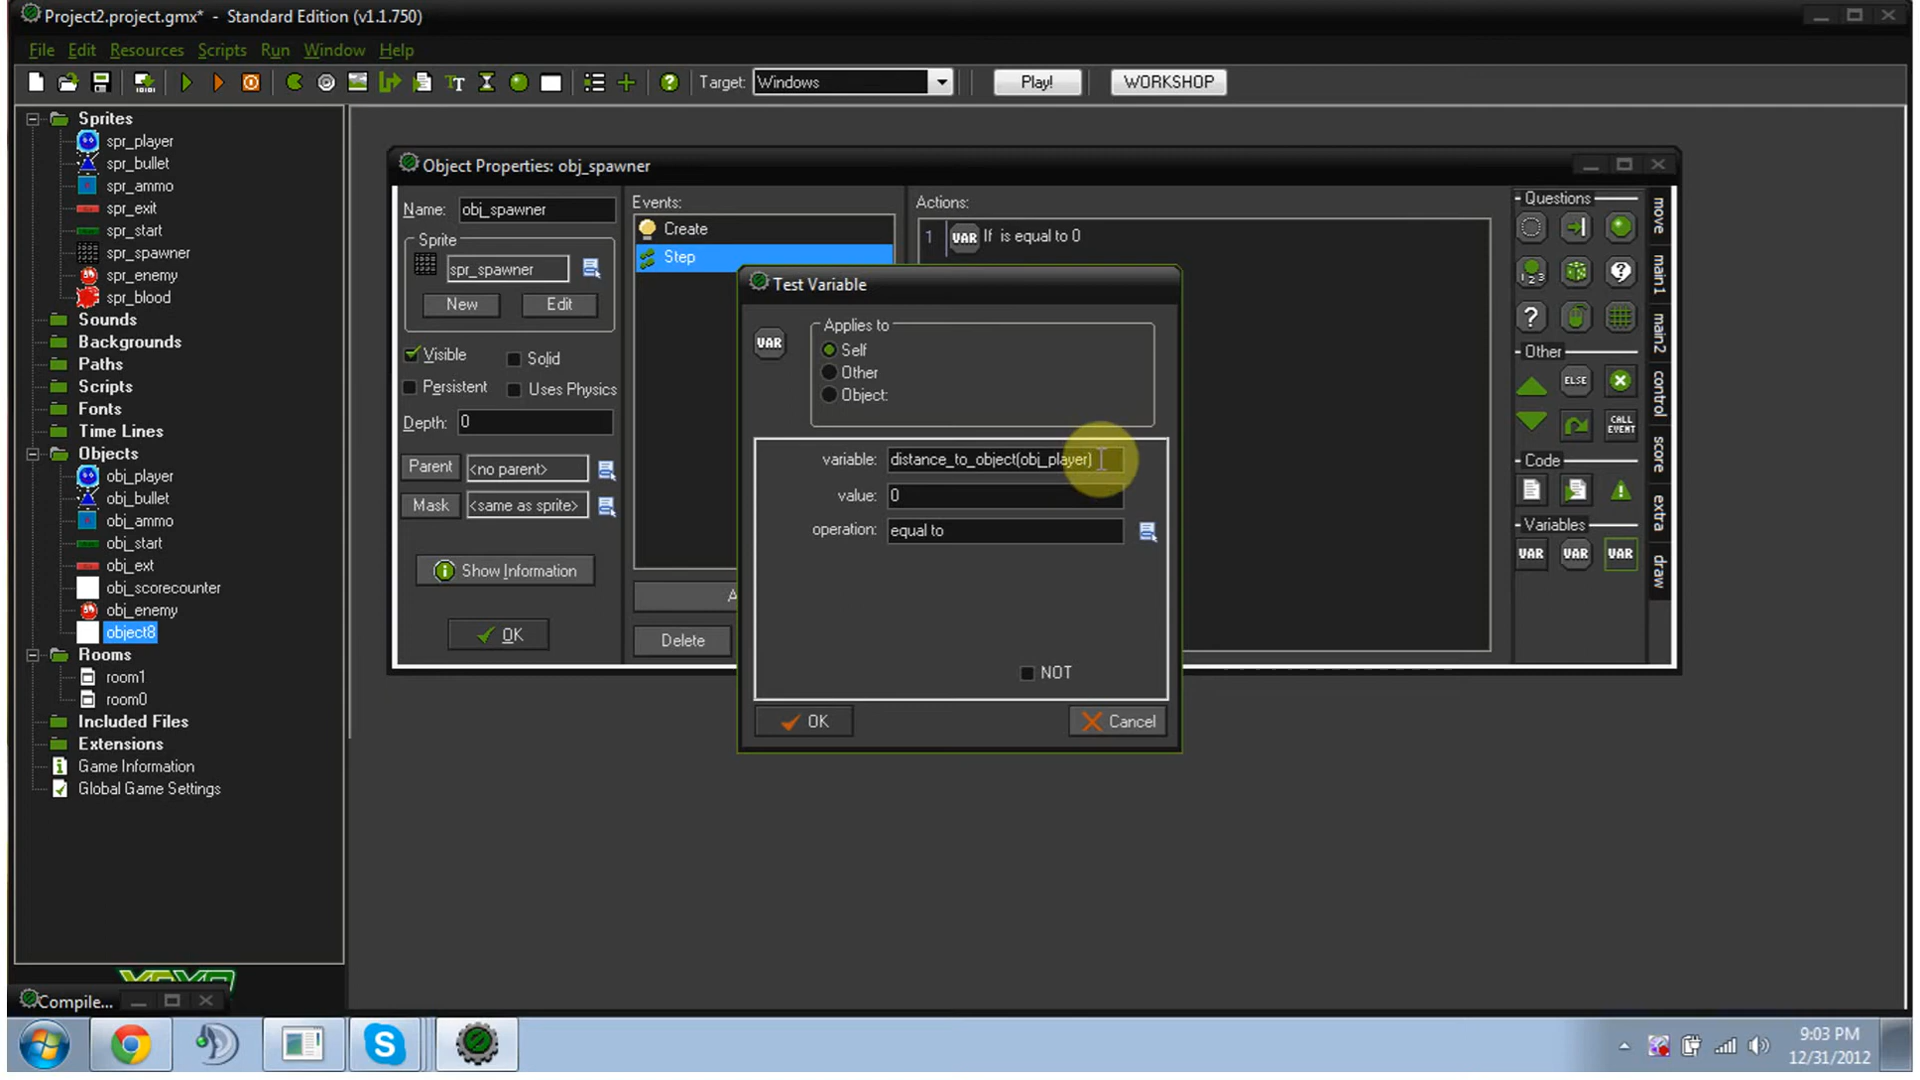 Project2.project.gmx* - Standard Edition (v1.1.750)
File Edit Resources Scripts Run Window Help
Target: Windows Play! WORKSHOP
Sprites
spr_player
spr_bullet
spr_ammo
spr_exit
spr_start
spr_spawner
spr_enemy
spr_blood
Sounds
Backgrounds
Paths
Scripts
Fonts
Time Lines
Objects
obj_player
obj_bullet
obj_ammo
obj_start
obj_ext
obj_scorecounter
obj_enemy
object8
Rooms
room1
room0
Included Files
Extensions
Game Information
Global Game Settings
Compile...
Object Properties: obj_spawner
Name: obj_spawner
Sprite
spr_spawner
New Edit
Visible Solid
Persistent Uses Physics
Depth: 0
Parent <no parent>
Mask <same as sprite>
Show Information
OK
Events:
Create
Step
Delete
Actions:
1 VAR If is equal to 0
Test Variable
VAR
Applies to
Self
Other
Object:
variable: distance_to_object(obj_player)
value: 0
operation: equal to
NOT
OK Cancel
Questions
Other
ELSE
CALL EVENT
Code
Variables
VAR VAR VAR
move
main1
main2
control
score
extra
draw
9:03 PM
12/31/2012